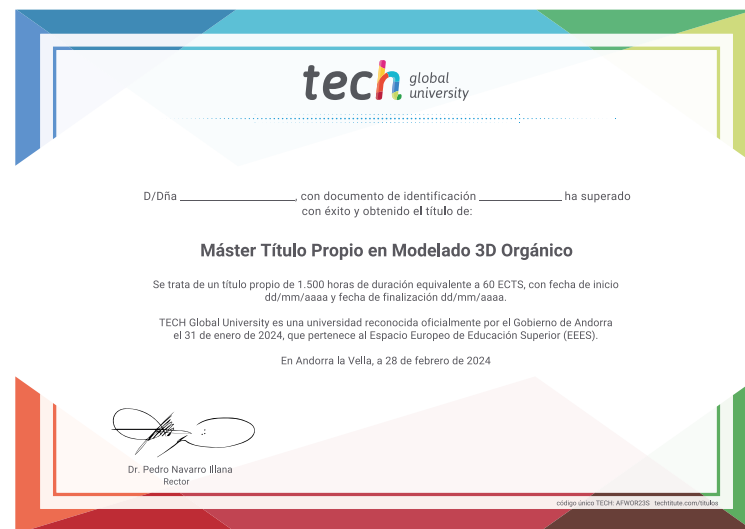 tech global university
D/Dña ____________________, con documento de identificación ______________ ha superado
con éxito y obtenido el título de:
Máster Título Propio en Modelado 3D Orgánico
Se trata de un título propio de 1.500 horas de duración equivalente a 60 ECTS, con fecha de inicio
dd/mm/aaaa y fecha de finalización dd/mm/aaaa.
TECH Global University es una universidad reconocida oficialmente por el Gobierno de Andorra
el 31 de enero de 2024, que pertenece al Espacio Europeo de Educación Superior (EEES).
En Andorra la Vella, a 28 de febrero de 2024
Dr. Pedro Navarro Illana
Rector
código único TECH: AFWOR23S techtitute.com/titulos